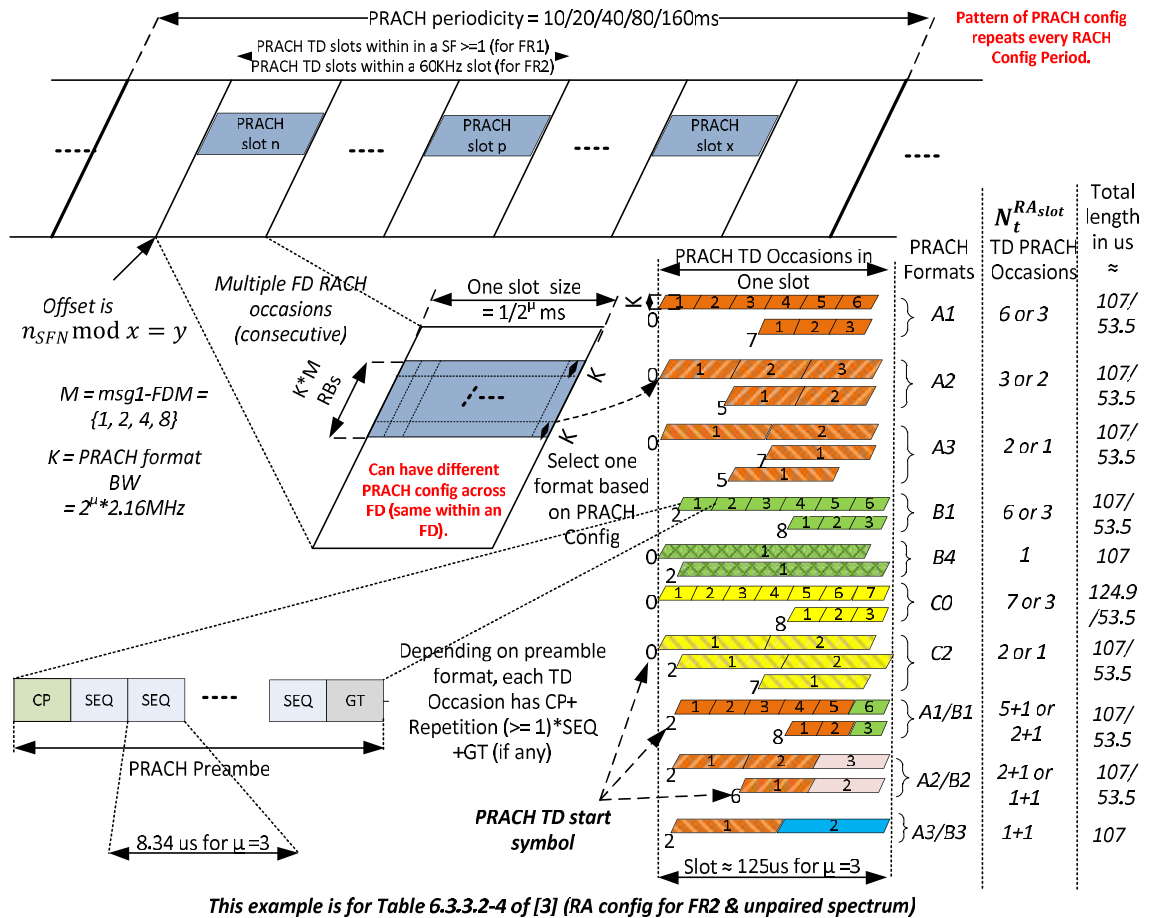 PRACH periodicity = 10/20/40/80/160ms
Pattern of PRACH config
repeats every RACH
Config Period.
PRACH TD slots within in a SF >=1 (for FR1)
PRACH TD slots within a 60KHz slot (for FR2)
PRACH
slot n
PRACH
slot p
PRACH
slot x
Offset is
n_SFN mod x = y
Multiple FD RACH
occasions
(consecutive)
One slot size
= 1/2^µ ms
K*M
RBs
K
K
M = msg1-FDM =
{1, 2, 4, 8}
K = PRACH format
BW
= 2^µ*2.16MHz
Can have different
PRACH config across
FD (same within an
FD).
Select one
format based
on PRACH
Config
PRACH TD Occasions in
One slot
PRACH
Formats
N_t^RA_slot
TD PRACH
Occasions
Total
length
in us
≈
K
0 1 2 3 4 5 6
7 1 2 3
A1 6 or 3 107/
53.5
0 1 2 3
5 1 2
A2 3 or 2 107/
53.5
0 1 2
7 1
5 1
A3 2 or 1 107/
53.5
2 1 2 3 4 5 6
8 1 2 3
B1 6 or 3 107/
53.5
0 1
2 1
B4 1 107
0 1 2 3 4 5 6 7
8 1 2 3
C0 7 or 3 124.9
/53.5
0 1 2
2 1 2
7 1
C2 2 or 1 107/
53.5
2 1 2 3 4 5 6
8 1 2 3
A1/B1 5+1 or
2+1
107/
53.5
2 1 2 3
6 1 2
A2/B2 2+1 or
1+1
107/
53.5
2 1 2
A3/B3 1+1 107
Slot ≈ 125us for µ =3
CP SEQ SEQ SEQ GT
PRACH Preambe
8.34 us for µ =3
Depending on preamble
format, each TD
Occasion has CP+
Repetition (>= 1)*SEQ
+GT (if any)
PRACH TD start
symbol
This example is for Table 6.3.3.2-4 of [3] (RA config for FR2 & unpaired spectrum)